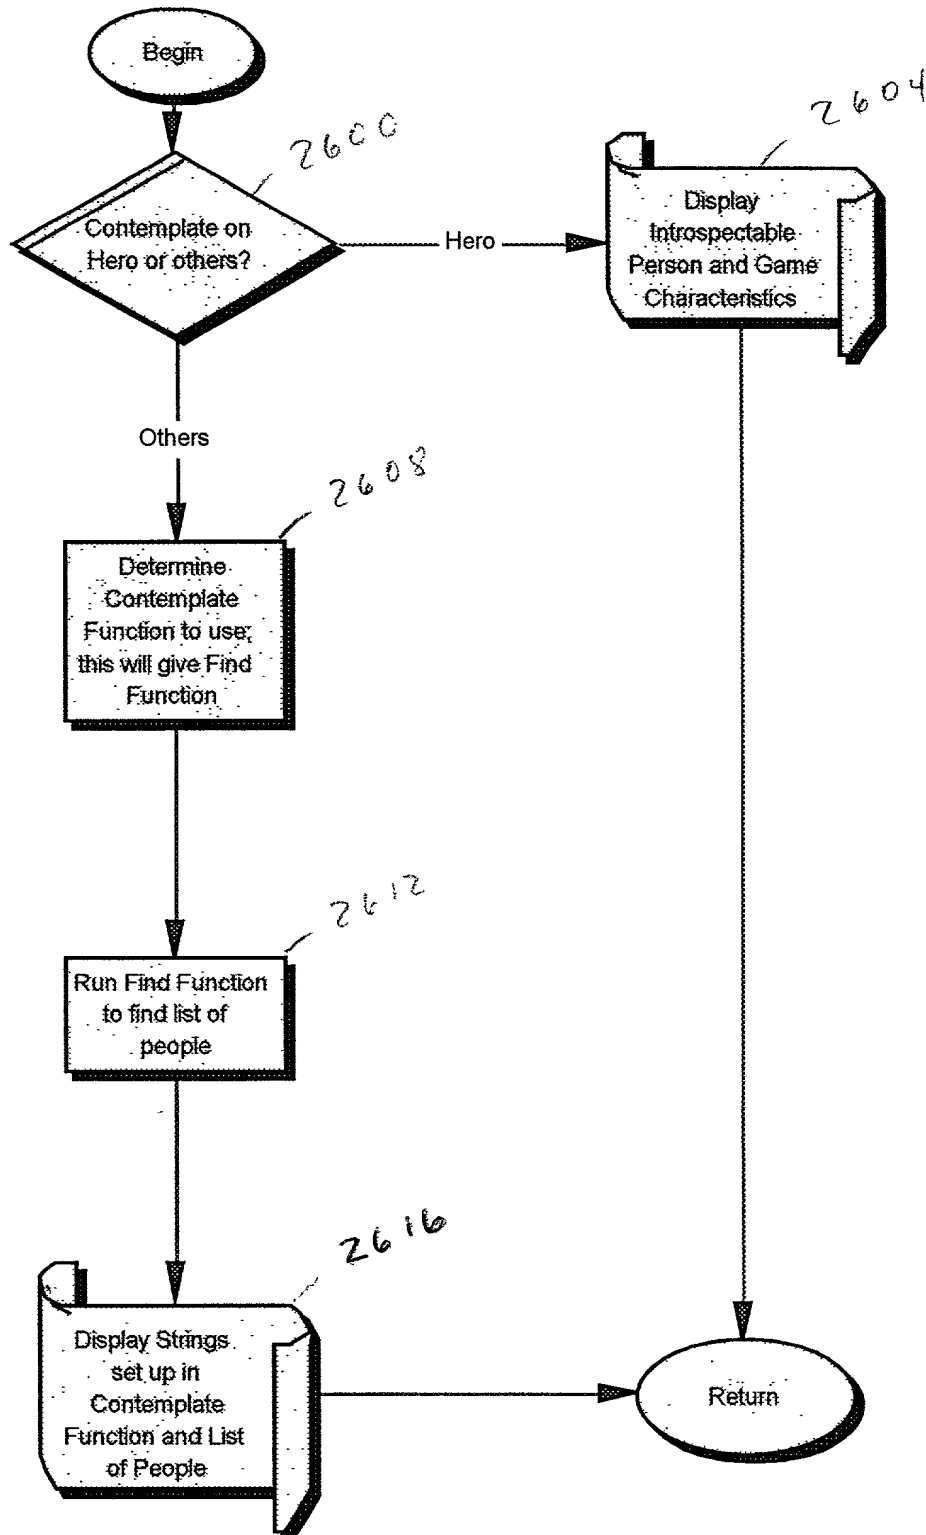 Begin
2600
2604
Contemplate on
Hero or others?
Hero
Display
Introspectable
Person and Game
Characteristics
Others
2608
Determine
Contemplate
Function to use;
this will give Find
Function
2612
Run Find Function
to find list of
people
2616
Display Strings
set up in
Contemplate
Function and List
of People
Return